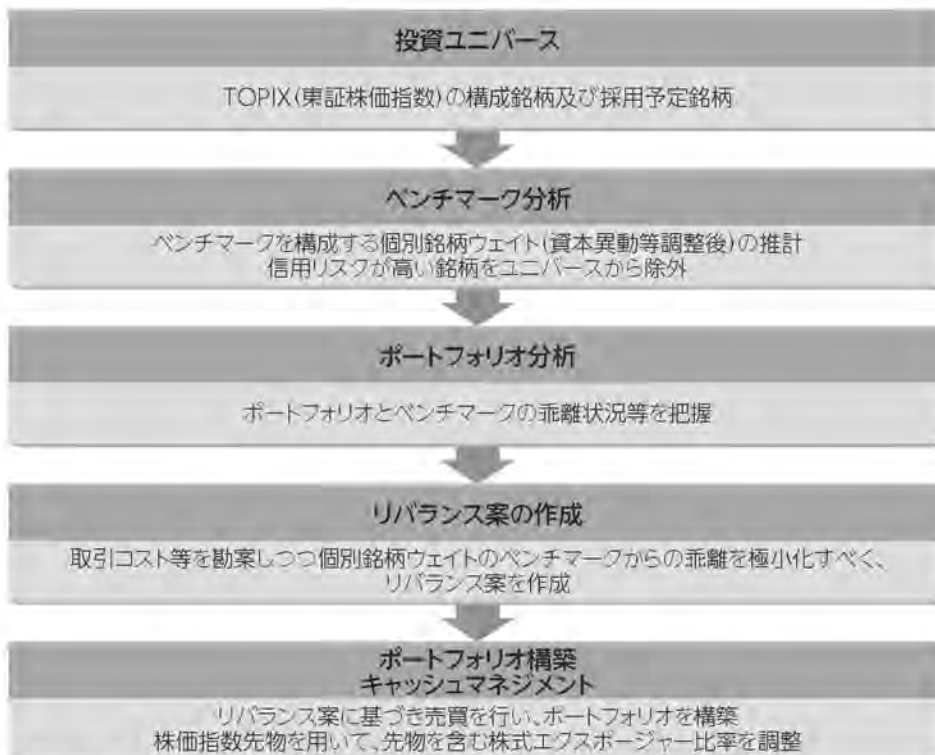 投資ユニバース
TOPIX(東証株価指数)の構成銘柄及び採用予定銘柄
ベンチマーク分析
ベンチマークを構成する個別銘柄ウェイト(資本異動等調整後)の推計
信用リスクが高い銘柄をユニバースから除外
ポートフォリオ分析
ポートフォリオとベンチマークの乖離状況等を把握
リバランス案の作成
取引コスト等を勘案しつつ個別銘柄ウェイトのベンチマークからの乖離を極小化すべく、
リバランス案を作成
ポートフォリオ構築
キャッシュマネジメント
リバランス案に基づき売買を行い、ポートフォリオを構築
株価指数先物を用いて、先物を含む株式エクスポージャー比率を調整